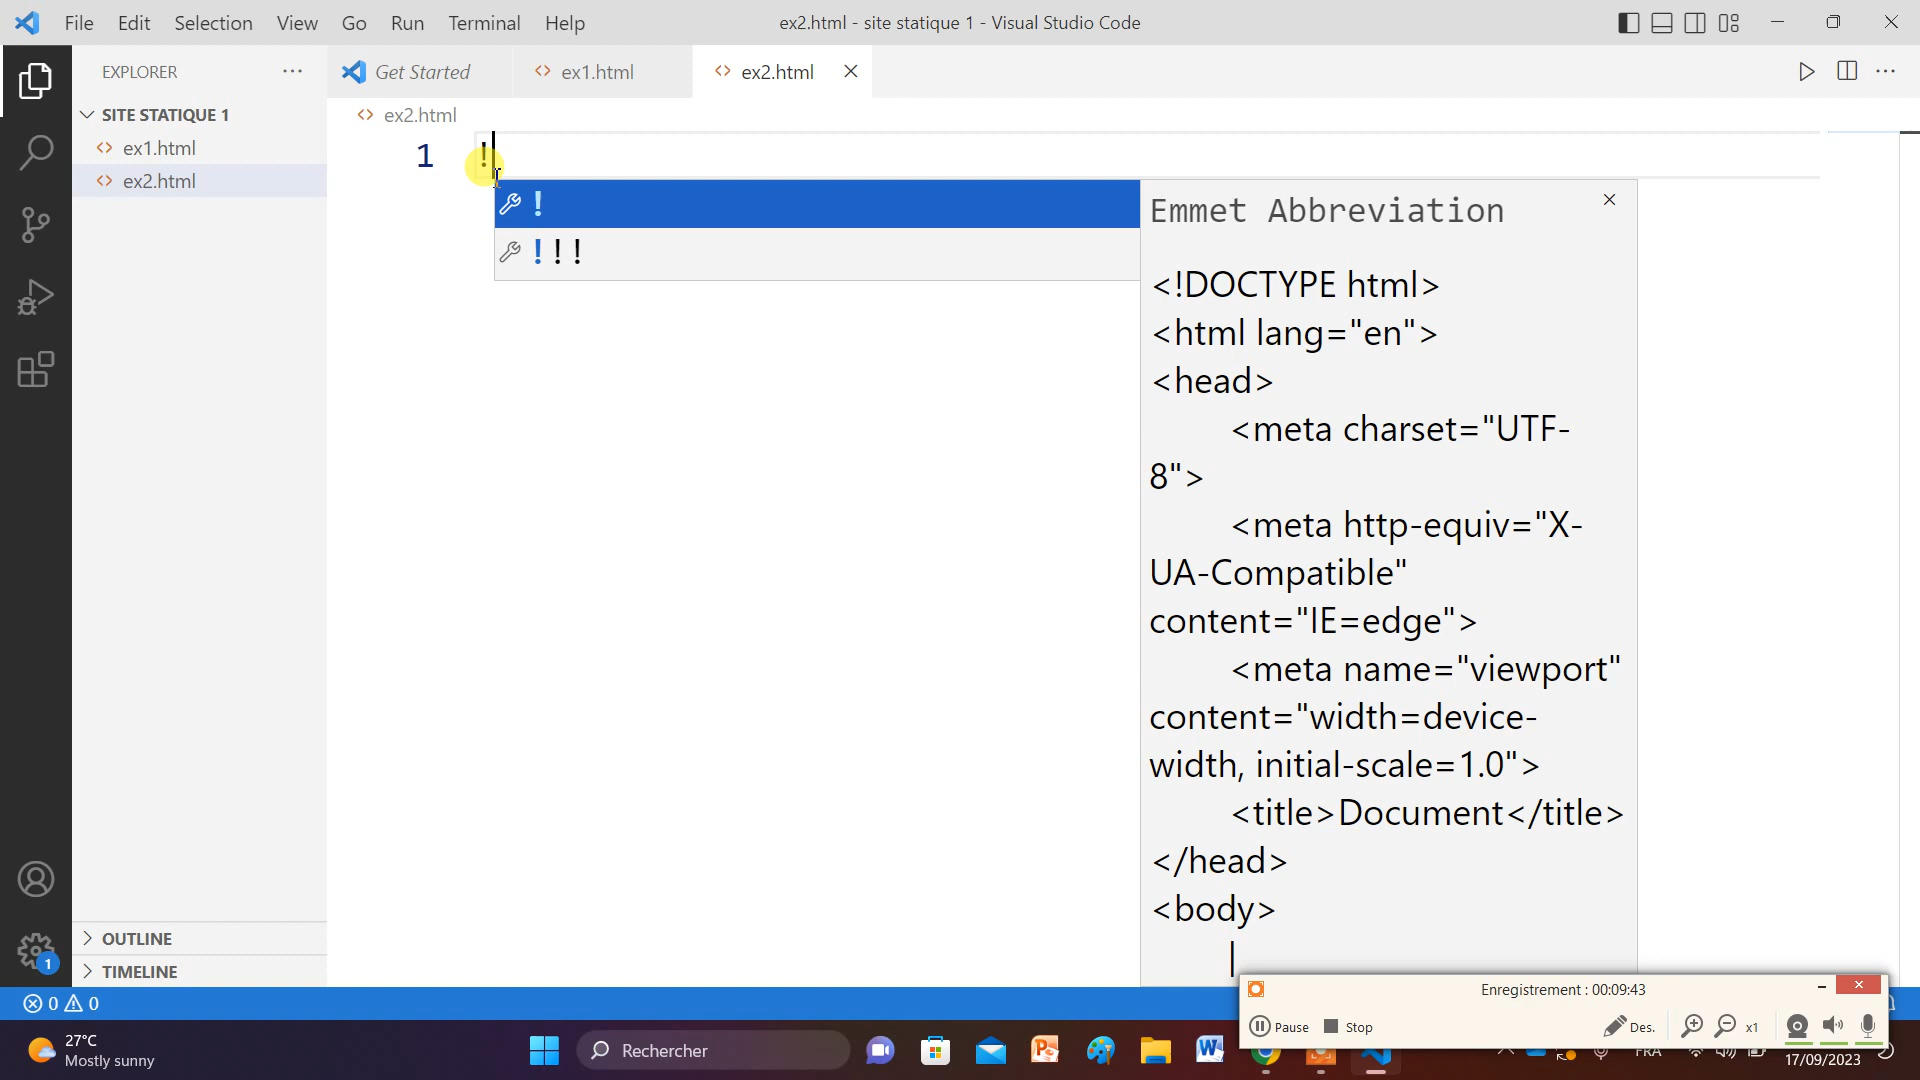 File Edit Selection View Go Run Terminal Help
ex2.html - site statique 1 - Visual Studio Code
EXPLORER
Get Started
ex1.html
ex2.html
SITE STATIQUE 1
ex1.html
ex2.html
ex2.html
1 !
!
!!!
Emmet Abbreviation
<!DOCTYPE html>
<html lang="en">
<head>
<meta charset="UTF-
8">
<meta http-equiv="X-
UA-Compatible"
content="IE=edge">
<meta name="viewport"
content="width=device-
width, initial-scale=1.0">
<title>Document</title>
</head>
<body>
OUTLINE
1
TIMELINE
0 0
Enregistrement : 00:09:43
Pause Stop Des. x1
27°C
Mostly sunny
Rechercher
FRA
17/09/2023